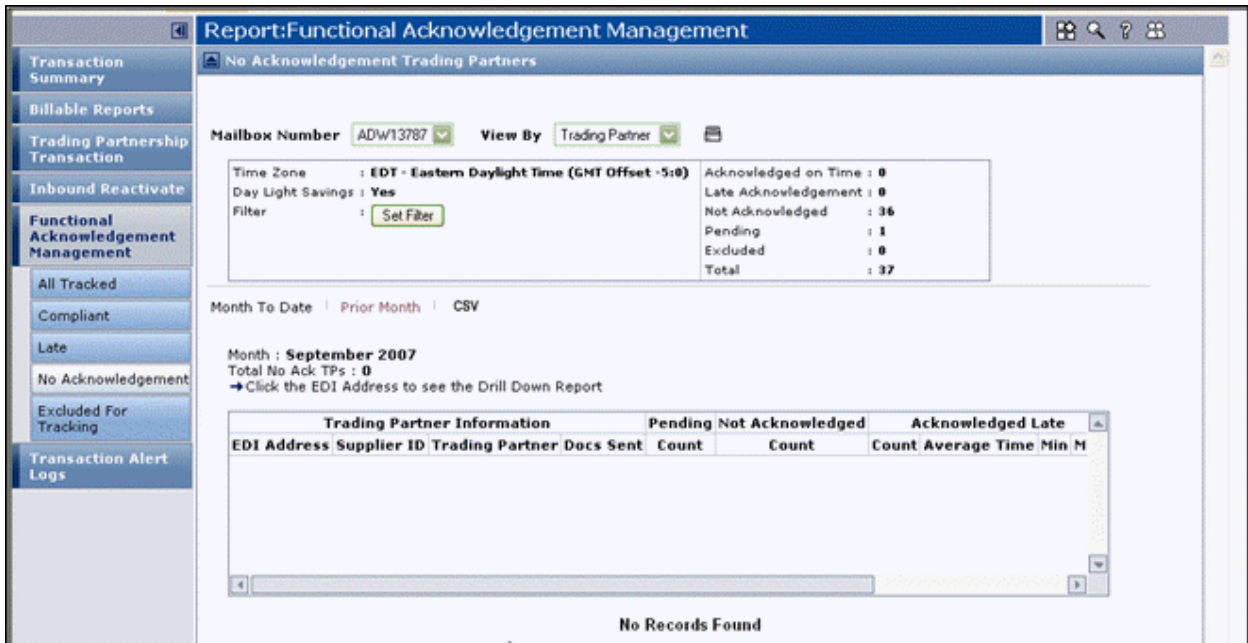 Report:Functional Acknowledgement Management
Transaction Summary
Billable Reports
Trading Partnership Transaction
Inbound Reactivate
Functional Acknowledgement Management
All Tracked
Compliant
Late
No Acknowledgement
Excluded For Tracking
Transaction Alert Logs
No Acknowledgement Trading Partners
Mailbox Number ADW13787 View By Trading Partner
Time Zone : EDT - Eastern Daylight Time (GMT Offset -5:0)
Day Light Savings : Yes
Filter : Set Filter
Acknowledged on Time : 0
Late Acknowledgement : 0
Not Acknowledged : 36
Pending : 1
Excluded : 0
Total : 37
Month To Date | Prior Month | CSV
Month : September 2007
Total No Ack TPs : 0
➔Click the EDI Address to see the Drill Down Report
Trading Partner Information Pending Not Acknowledged Acknowledged Late
EDI Address Supplier ID Trading Partner Docs Sent Count Count Count Average Time Min M
No Records Found